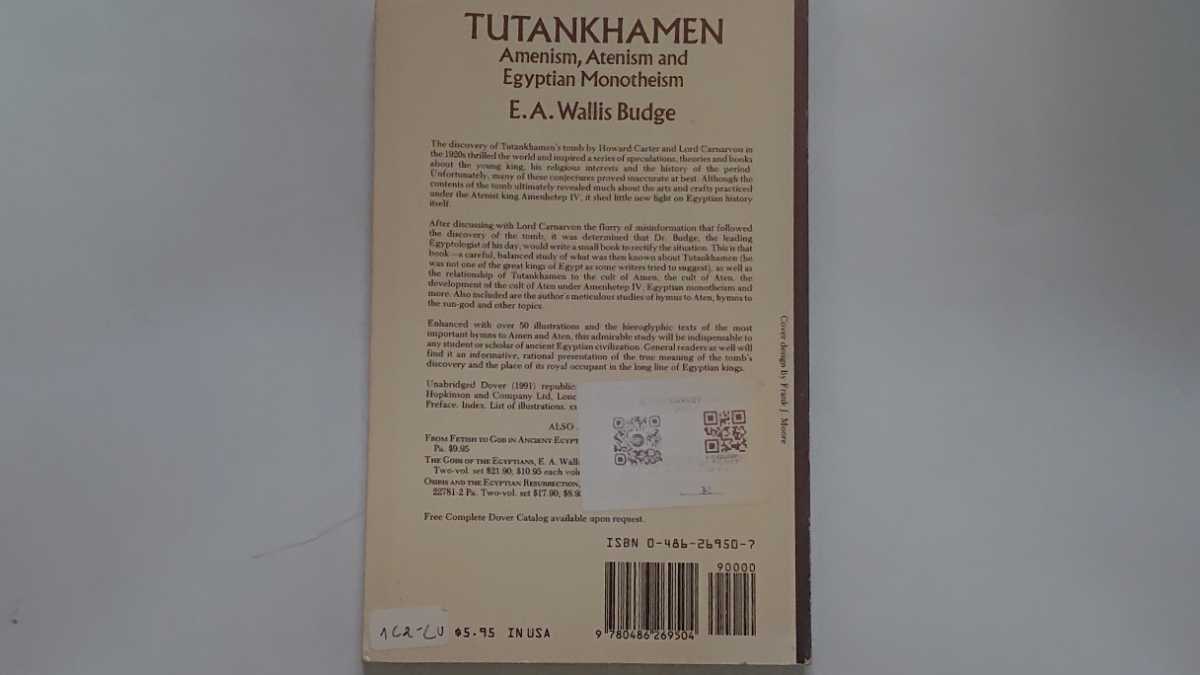 TUTANKHAMEN
Amenism, Atenism and
Egyptian Monotheism
E. A. Wallis Budge
The discovery of Tutankhamen's tomb by Howard Carter and Lord Carnarvon in
the 1920s thrilled the world and inspired a series of speculations, theories and books
about the young king, his religious interests and the history of the period.
Unfortunately, many of these conjectures proved inaccurate at best. Although the
contents of the tomb ultimately revealed much about the arts and crafts practiced
under the Atenist king Amenhetep IV, it shed little new light on Egyptian history
itself.
After discussing with Lord Carnarvon the flurry of misinformation that followed
the discovery of the tomb, it was determined that Dr. Budge, the leading
Egyptologist of his day, would write a small book to rectify the situation. This is that
book—a careful, balanced study of what was then known about Tutankhamen (he
was not one of the great kings of Egypt as some writers tried to suggest), as well as
the relationship of Tutankhamen to the cult of Amen, the cult of Aten, the
development of the cult of Aten under Amenhetep IV, Egyptian monotheism and
more. Also included are the author's meticulous studies of hymns to Aten, hymns to
the sun-god and other topics.
Enhanced with over 50 illustrations and the hieroglyphic texts of the most
important hymns to Amen and Aten, this admirable study will be indispensable to
any student or scholar of ancient Egyptian civilization. General readers as well will
find it an informative, rational presentation of the true meaning of the tomb's
discovery and the place of its royal occupant in the long line of Egyptian kings.
Unabridged Dover (1991) republic
Hopkinson and Company Ltd, Lon
Preface. Index. List of illustrations.
ALSO
FROM FETISH TO GOD IN ANCIENT EGYPT
Pa. $9.95
THE GODS OF THE EGYPTIANS, E. A. Wall
Two-vol. set $21.90; $10.95 each vol
OSIRIS AND THE EGYPTIAN RESURRECTION,
22781-2 Pa. Two-vol. set $17.90; $8.9
Free Complete Dover Catalog available upon request.
Cover design by Frank J. Moore
ISBN 0-486-26950-7
90000
9 780486 269504
$5.95 IN USA